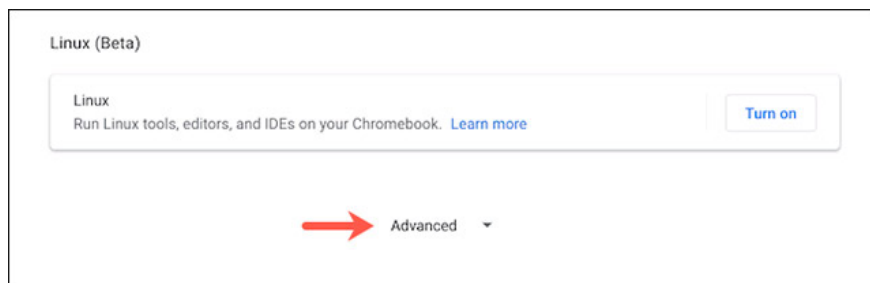 Linux (Beta)
Linux
Run Linux tools, editors, and IDEs on your Chromebook. Learn more
Turn on
Advanced